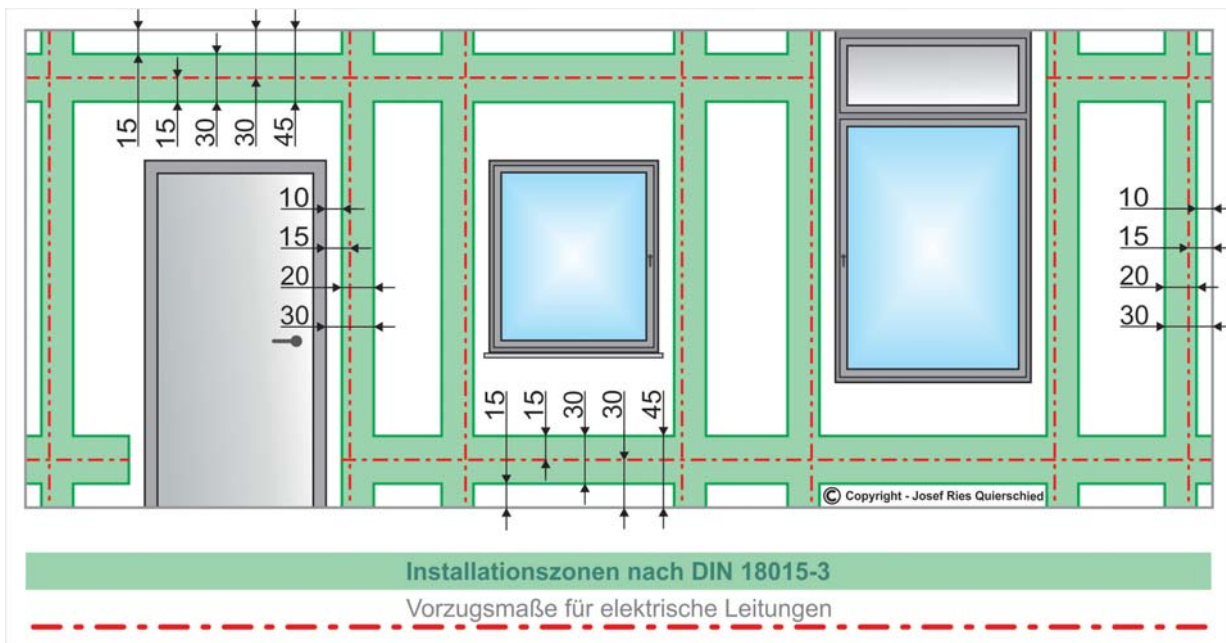 15 15 30 30 45
10
15
20
30
15 15 30 30 45
10
15
20
30
© Copyright - Josef Ries Quierschied
Installationszonen nach DIN 18015-3
Vorzugsmaße für elektrische Leitungen